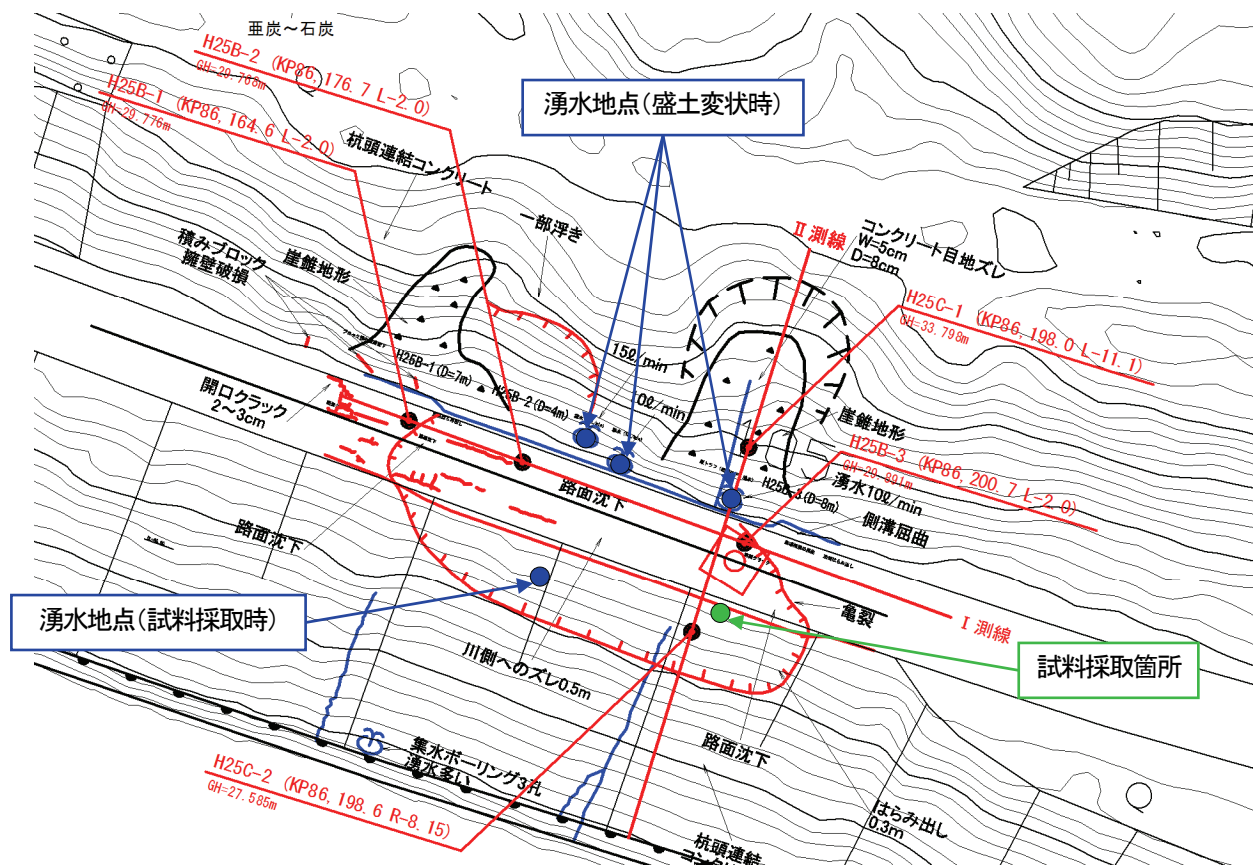 亜炭～石炭
H25B-2 (KP86,176.7 L-2.0)
GH=29.768m
H25B-1 (KP86,164.6 L-2.0)
GH=29.776m
湧水地点（盛土変状時）
杭頭連結コンクリート
一部浮き
積みブロック
擁壁破損
崖錐地形
Ⅱ測線
コンクリート目地ズレ
W=5cm
D=8cm
H25C-1 (KP86,198.0 L-11.1)
GH=33.798m
15ℓ/min
10ℓ/min
H25B-1(D=7m)
H25B-2(D=4m)
開口クラック
2～3cm
崖錐地形
H25B-3 (KP86,200.7 L-2.0)
GH=29.891m
H25B-3(D=8m)
湧水10ℓ/min
側溝屈曲
路面沈下
路面沈下
湧水地点（試料採取時）
亀裂
Ⅰ測線
試料採取箇所
川側へのズレ0.5m
路面沈下
集水ボーリング3孔
湧水多い
H25C-2 (KP86,198.6 R-8.15)
GH=27.585m
はらみ出し
0.3m
杭頭連結